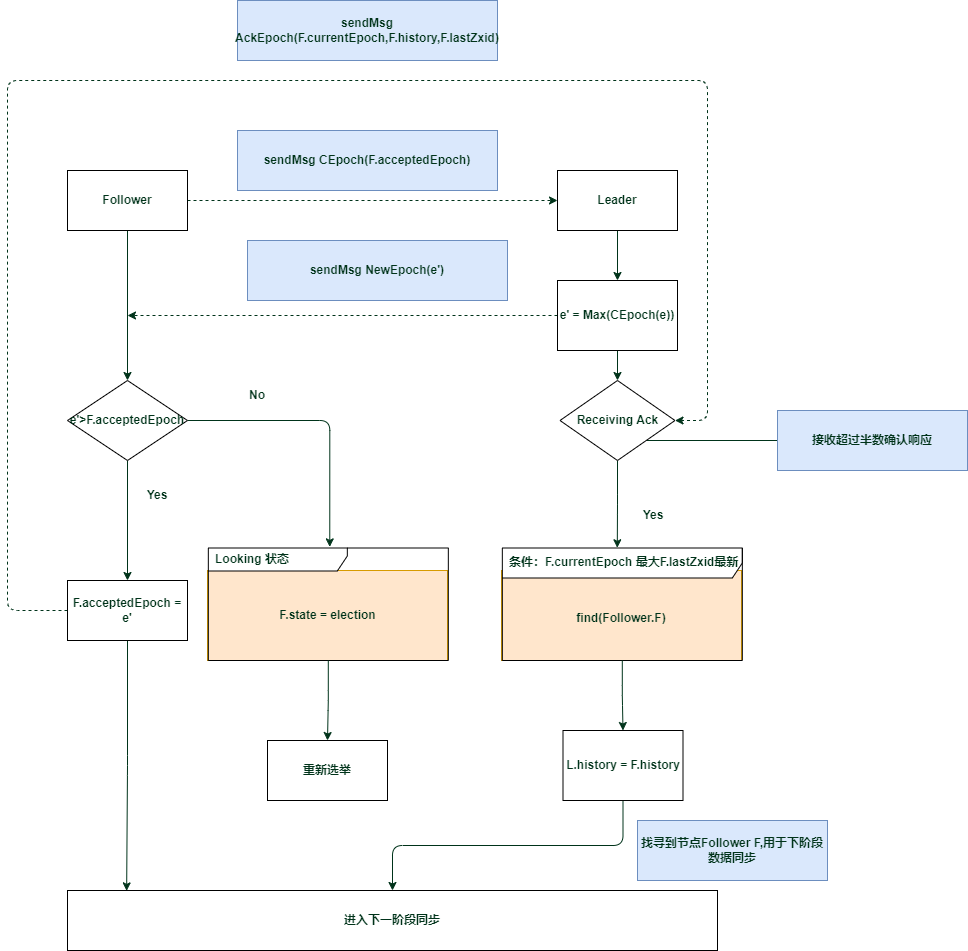 sendMsg
AckEpoch(F.currentEpoch,F.history,F.lastZxid)
sendMsg CEpoch(F.acceptedEpoch)
Follower
Leader
sendMsg NewEpoch(e')
e' = Max(CEpoch(e))
e'>F.acceptedEpoch
No
Receiving Ack
接收超过半数确认响应
Yes
Yes
Looking 状态
条件：F.currentEpoch 最大F.lastZxid最新
F.acceptedEpoch =
e'
F.state = election
find(Follower.F)
重新选举
L.history = F.history
找寻到节点Follower F,用于下阶段
数据同步
进入下一阶段同步